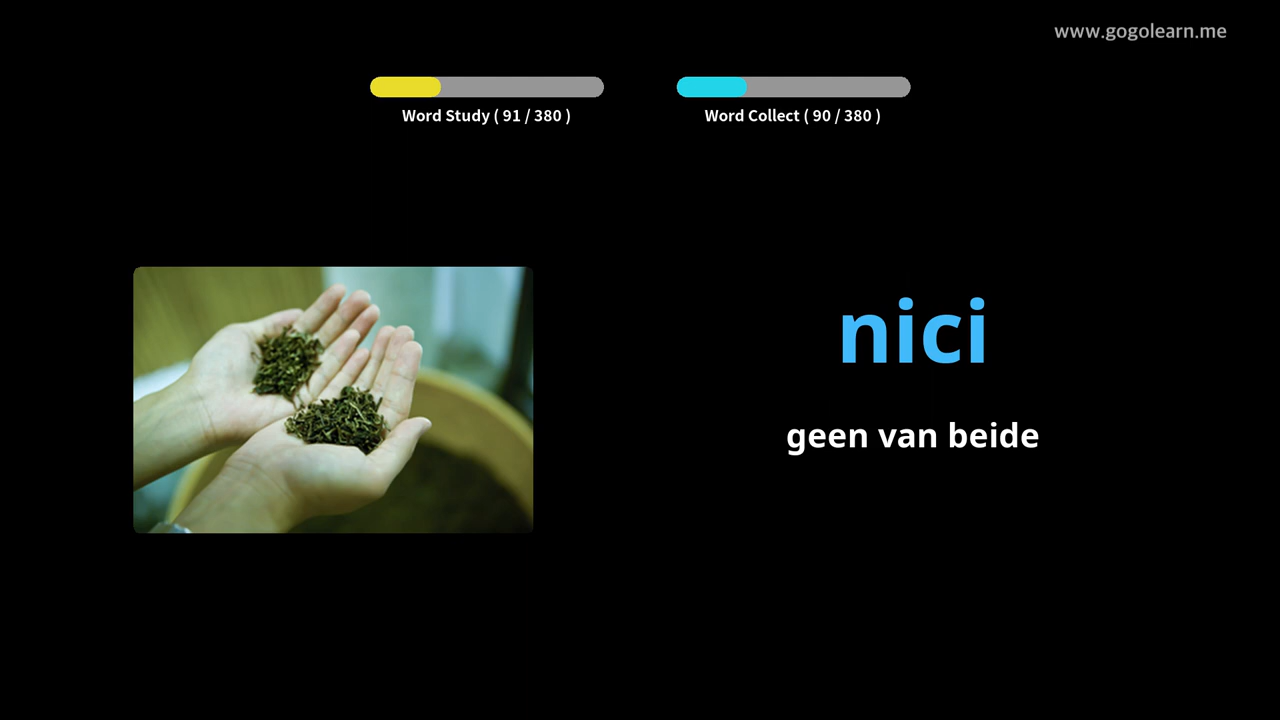 www.gogolearn.me
Word Study ( 91 / 380 )
Word Collect ( 90 / 380 )
nici
geen van beide